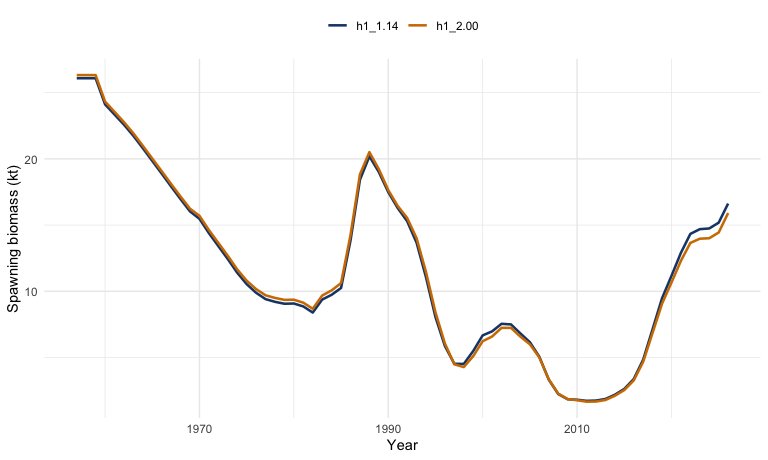 h1_1.14 h1_2.00
Spawning biomass (kt)
20
10
1970 1990 2010
Year